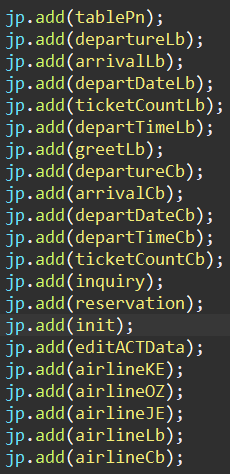 jp.add(tablePn);
jp.add(departureLb);
jp.add(arrivalLb);
jp.add(departDateLb);
jp.add(ticketCountLb);
jp.add(departTimeLb);
jp.add(greetLb);
jp.add(departureCb);
jp.add(arrivalCb);
jp.add(departDateCb);
jp.add(departTimeCb);
jp.add(ticketCountCb);
jp.add(inquiry);
jp.add(reservation);
jp.add(init);
jp.add(editACTData);
jp.add(airlineKE);
jp.add(airlineOZ);
jp.add(airlineJE);
jp.add(airlineLb);
jp.add(airlineCb);